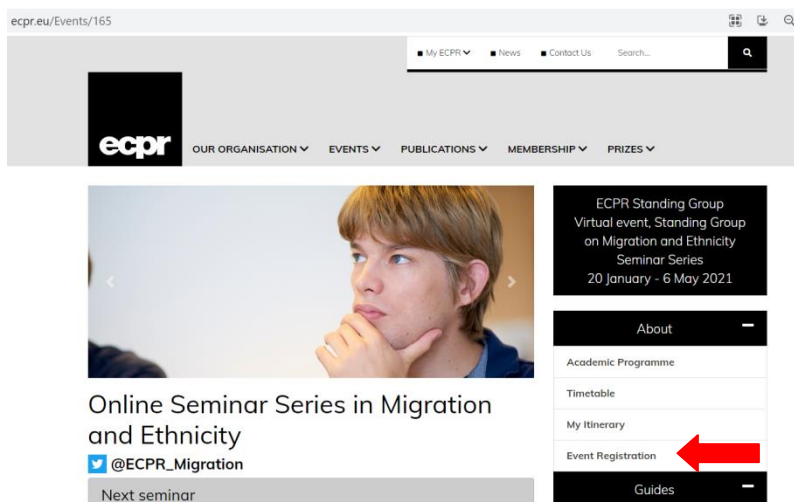 ecpr.eu/Events/165
My ECPR
News
Contact Us
Search...
ecpr
OUR ORGANISATION
EVENTS
PUBLICATIONS
MEMBERSHIP
PRIZES
ECPR Standing Group
Virtual event, Standing Group
on Migration and Ethnicity
Seminar Series
20 January - 6 May 2021
About
Academic Programme
Timetable
My Itinerary
Event Registration
Guides
Online Seminar Series in Migration
and Ethnicity
@ECPR_Migration
Next seminar